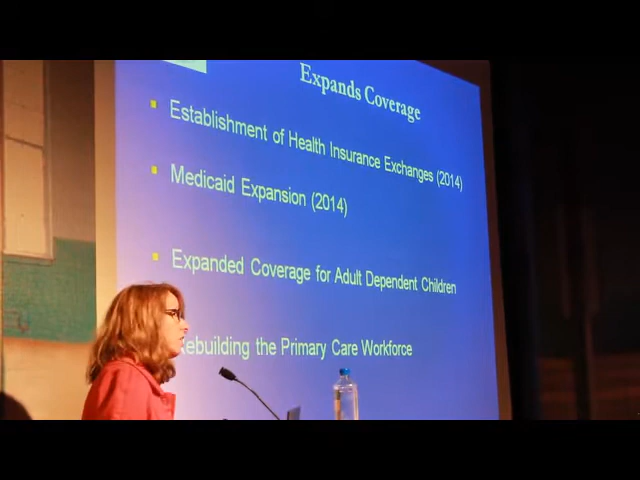 Expands Coverage
Establishment of Health Insurance Exchanges (2014)
Medicaid Expansion (2014)
Expanded Coverage for Adult Dependent Children
ebuilding the Primary Care Workforce